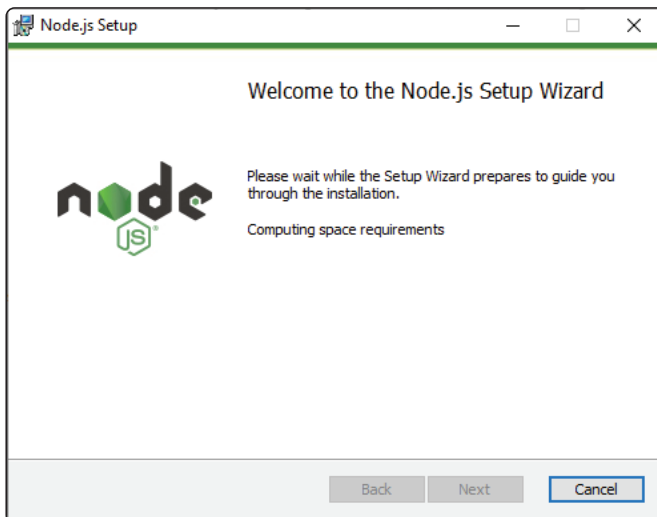 Node.js Setup
Welcome to the Node.js Setup Wizard
Please wait while the Setup Wizard prepares to guide you
through the installation.
node
JS
Computing space requirements
Back Next Cancel